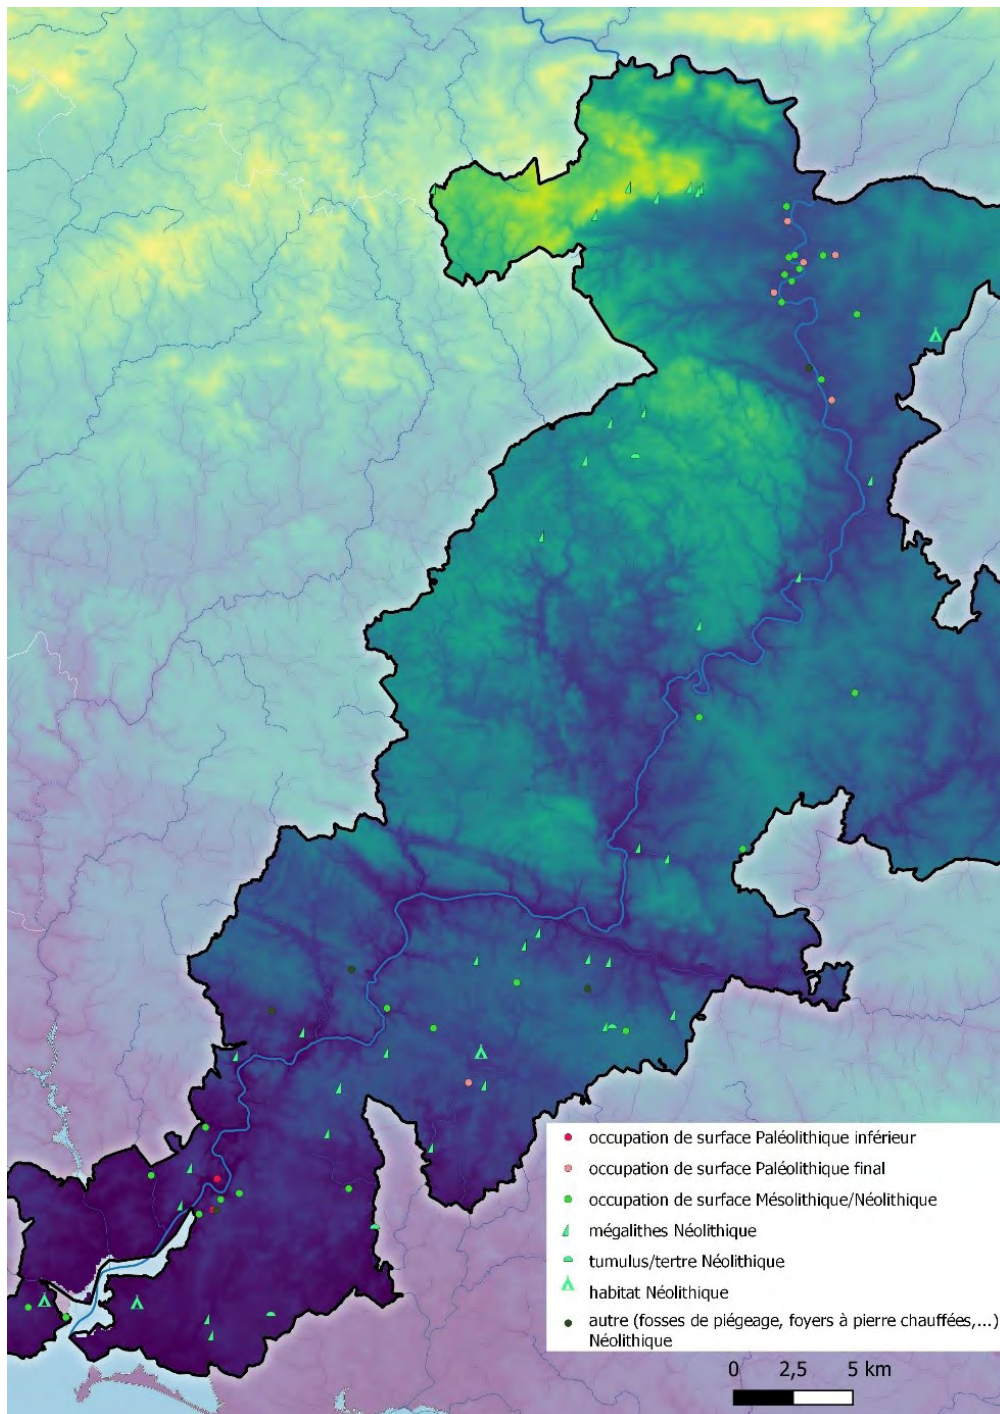 occupation de surface Paléolithique inférieur
occupation de surface Paléolithique final
occupation de surface Mésolithique/Néolithique
mégalithes Néolithique
tumulus/tertre Néolithique
habitat Néolithique
autre (fosses de piégeage, foyers à pierre chauffées,...)
Néolithique
0 2,5 5 km